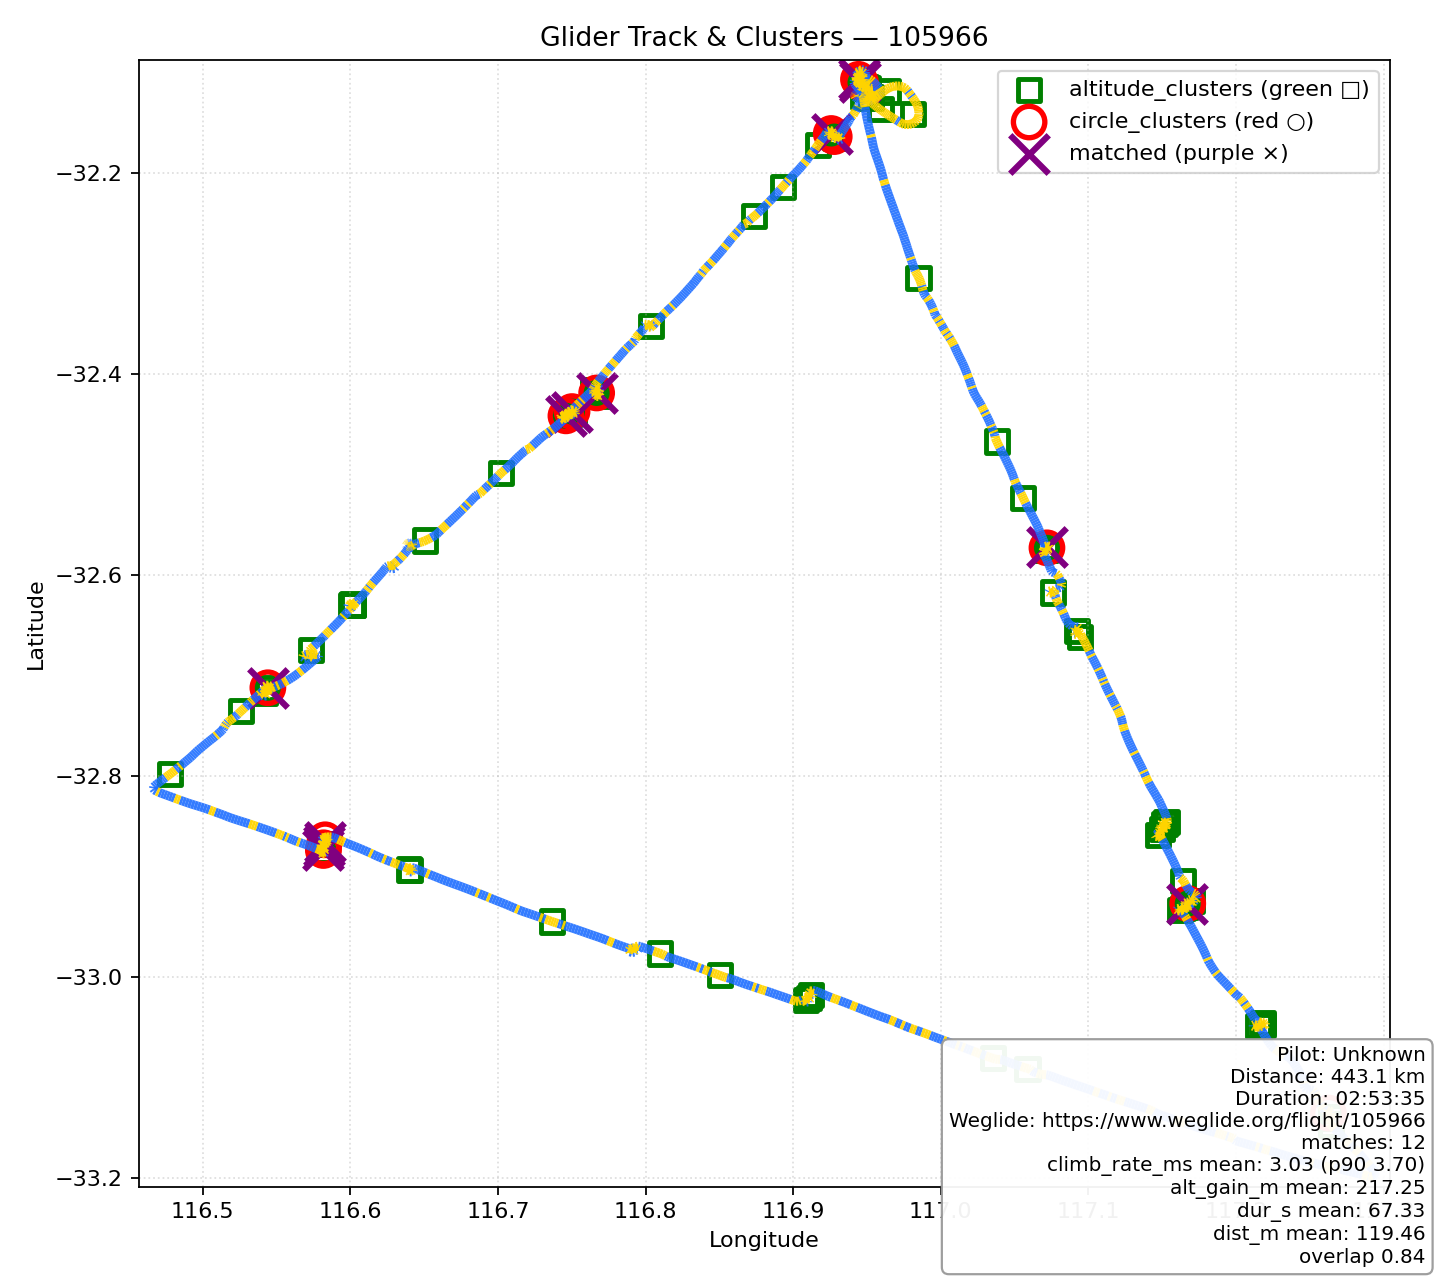 Glider Track & Clusters — 105966
altitude_clusters (green □)
circle_clusters (red ○)
matched (purple ×)
Latitude
−32.2
−32.4
−32.6
−32.8
−33.0
−33.2
116.5
116.6
116.7
116.8
116.9
117.0
117.1
Longitude
Pilot: Unknown
Distance: 443.1 km
Duration: 02:53:35
Weglide: https://www.weglide.org/flight/105966
matches: 12
climb_rate_ms mean: 3.03 (p90 3.70)
alt_gain_m mean: 217.25
dur_s mean: 67.33
dist_m mean: 119.46
overlap 0.84